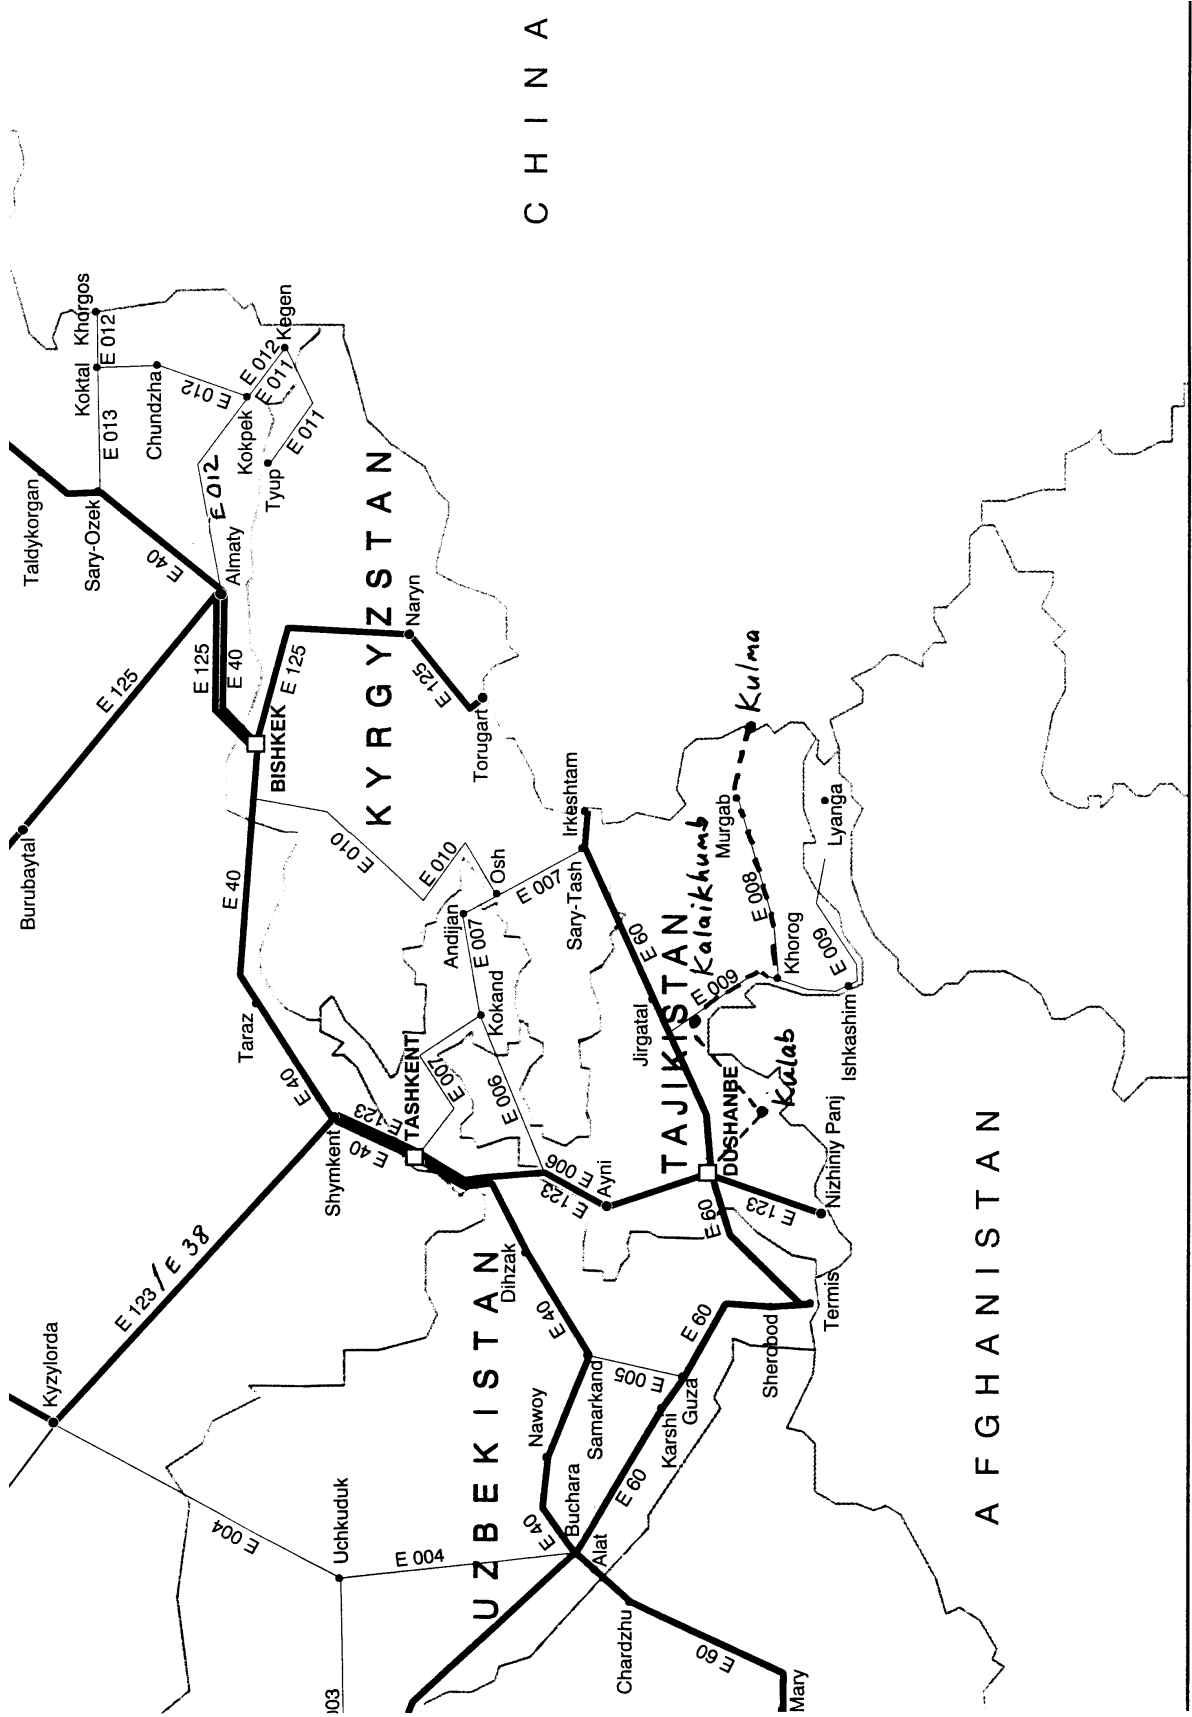 C H I N A
Taldykorgan
Sary-Ozek
Koktal
Khorgos
E 012
E 013
Chundzha
E 012
E 012
E 011
Kegen
Kokpek
E 011
Tyup
E 012
E 40
Almaty
E 125
E 125
E 40
E 125
Naryn
E 125
Torugart
BISHKEK
K Y R G Y Z S T A N
Burubaytal
E 40
E 010
E 010
Osh
Andijan
E 007
E 007
Sary-Tash
Irkeshtam
Kulma
Murgab
Kalaikhumb
E 008
Lyanga
Khorog
E 009
E 009
Ishkashim
E 60
Jirgatal
T A J I K I S T A N
Kokand
Taraz
E 40
TASHKENT
E 007
E 006
E 123
E 40
Shymkent
E 006
E 123
Ayni
DUSHANBE
Kulab
E 123
Nizhiniy Panj
E 60
Termis
Sherobod
E 60
E 123/E 38
Kyzylorda
U Z B E K I S T A N
Dihzak
E 40
Samarkand
E 005
Guza
Karshi
E 60
Nawoy
Buchara
E 40
Alat
Uchkuduk
E 004
E 004
003
Chardzhu
E 60
Mary
A F G H A N I S T A N